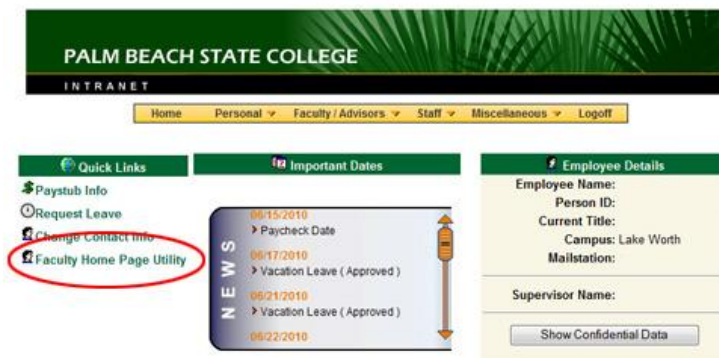 PALM BEACH STATE COLLEGE
INTRANET
Home Personal Faculty / Advisors Staff Miscellaneous Logoff
Quick Links
Paystub Info
Request Leave
Change Contact Info
Faculty Home Page Utility
Important Dates
NEWS
06/15/2010
Paycheck Date
06/17/2010
Vacation Leave ( Approved )
06/21/2010
Vacation Leave ( Approved )
06/22/2010
Employee Details
Employee Name:
Person ID:
Current Title:
Campus: Lake Worth
Mailstation:
Supervisor Name:
Show Confidential Data